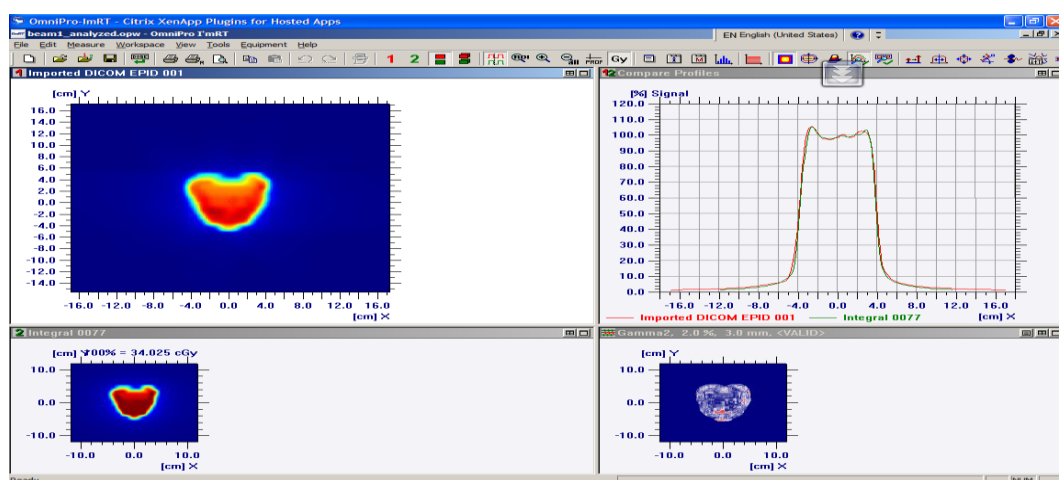 OmniPro-ImRT - Citrix XenApp Plugins for Hosted Apps
beam1_analyzed.opw - OmniPro I'mRT
EN English (United States)
File Edit Measure Workspace View Tools Equipment Help
1 2 Gy
1 Imported DICOM EPID 001
[cm] Y
16.0
14.0
12.0
10.0
8.0
6.0
4.0
2.0
0.0
-2.0
-4.0
-6.0
-8.0
-10.0
-12.0
-14.0
-16.0 -12.0 -8.0 -4.0 0.0 4.0 8.0 12.0 16.0
[cm] X
12 Compare Profiles
[%] Signal
120.0
110.0
100.0
90.0
80.0
70.0
60.0
50.0
40.0
30.0
20.0
10.0
0.0
-16.0 -12.0 -8.0 -4.0 0.0 4.0 8.0 12.0 16.0
Imported DICOM EPID 001 Integral 0077 [cm] X
2 Integral 0077
[cm] Y 100% = 34.025 cGy
10.0
0.0
-10.0
-10.0 0.0 10.0
[cm] X
Gamma2, 2.0 %, 3.0 mm, <VALID>
[cm] Y
10.0
0.0
-10.0
-10.0 0.0 10.0
[cm] X
Ready
NUM